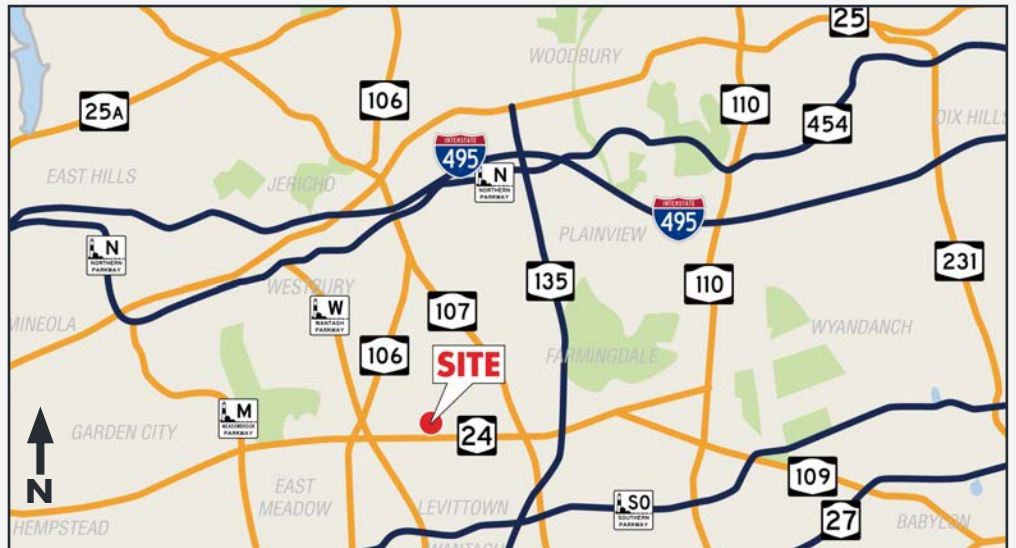 25
WOODBURY
25A
106
110
454
DIX HILLS
INTERSTATE
495
EAST HILLS
JERICHO
N
NORTHERN
PARKWAY
INTERSTATE
495
PLAINVIEW
N
NORTHERN
PARKWAY
135
110
231
WESTBURY
W
WANTAGH
PARKWAY
107
MINEOLA
WYANDANCH
106
SITE
FARMINGDALE
M
MEADOWBROOK
PARKWAY
GARDEN CITY
24
N
109
EAST
MEADOW
LEVITTOWN
SO
SOUTHERN
PARKWAY
27
HEMPSTEAD
BABYLON
WANTAGH